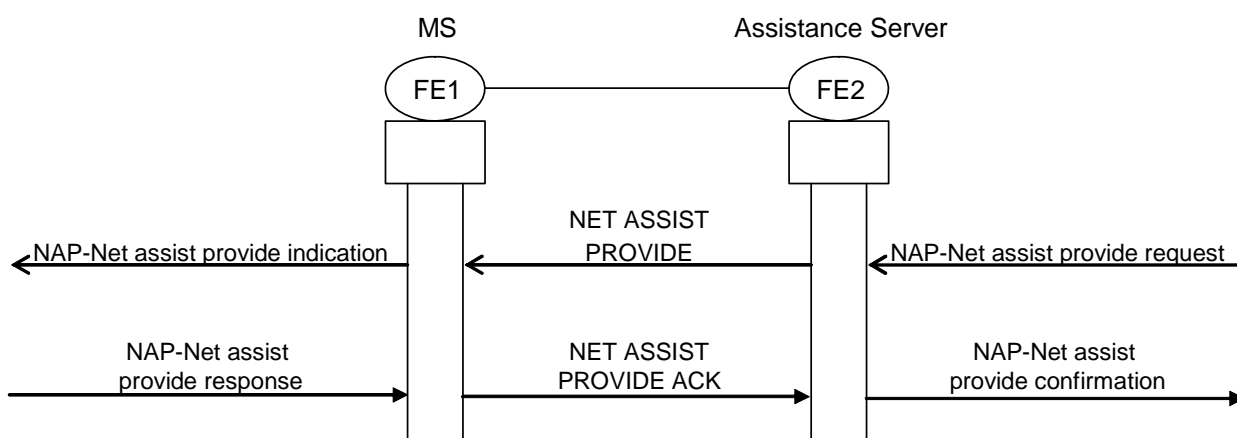 MS
Assistance Server
FE1
FE2
NET ASSIST
PROVIDE
NAP-Net assist provide indication
NAP-Net assist provide request
NAP-Net assist
provide response
NET ASSIST
PROVIDE ACK
NAP-Net assist
provide confirmation